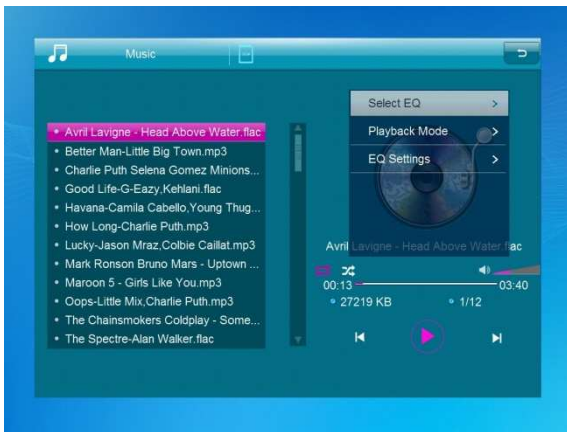 Music
Avril Lavigne - Head Above Water.flac
Better Man-Little Big Town.mp3
Charlie Puth Selena Gomez Minions...
Good Life-G-Eazy,Kehlani.flac
Havana-Camila Cabello,Young Thug...
How Long-Charlie Puth.mp3
Lucky-Jason Mraz,Colbie Caillat.mp3
Mark Ronson Bruno Mars - Uptown ...
Maroon 5 - Girls Like You.mp3
Oops-Little Mix,Charlie Puth.mp3
The Chainsmokers Coldplay - Some...
The Spectre-Alan Walker.flac
Select EQ >
Playback Mode >
EQ Settings >
Avril Lavigne - Head Above Water.flac
00:13 03:40
27219 KB 1/12